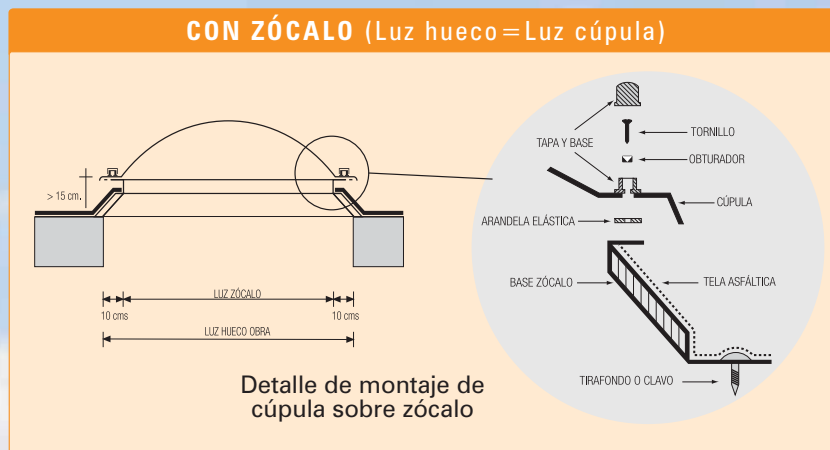 CON ZÓCALO (Luz hueco=Luz cúpula)
> 15 cm.
LUZ ZÓCALO
10 cms
10 cms
LUZ HUECO OBRA
Detalle de montaje de
cúpula sobre zócalo
TAPA Y BASE
TORNILLO
OBTURADOR
CÚPULA
ARANDELA ELÁSTICA
BASE ZÓCALO
TELA ASFÁLTICA
TIRAFONDO O CLAVO